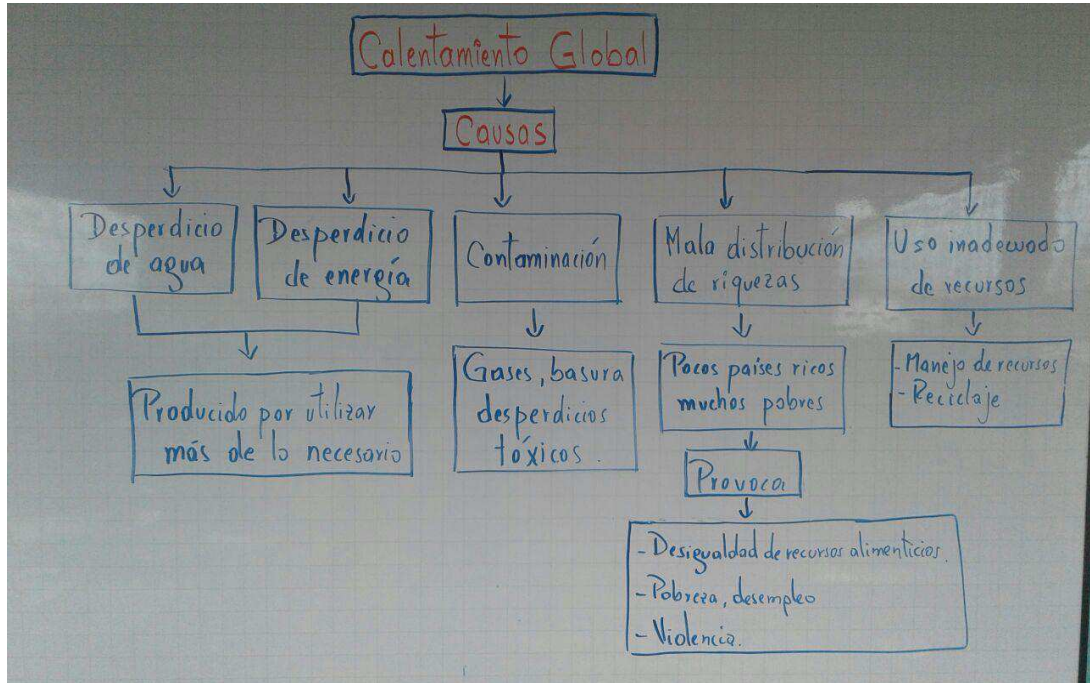 Calentamiento Global
Causas
Desperdicio
de agua
Desperdicio
de energía
Contaminación
Mala distribución
de riquezas
Uso inadecuado
de recursos
Producido por utilizar
más de lo necesario
Gases, basura
desperdicios
tóxicos.
Pocos países ricos
muchos pobres
- Manejo de recursos
- Reciclaje
Provoca
- Desigualdad de recursos alimenticios.
- Pobreza, desempleo
- Violencia.